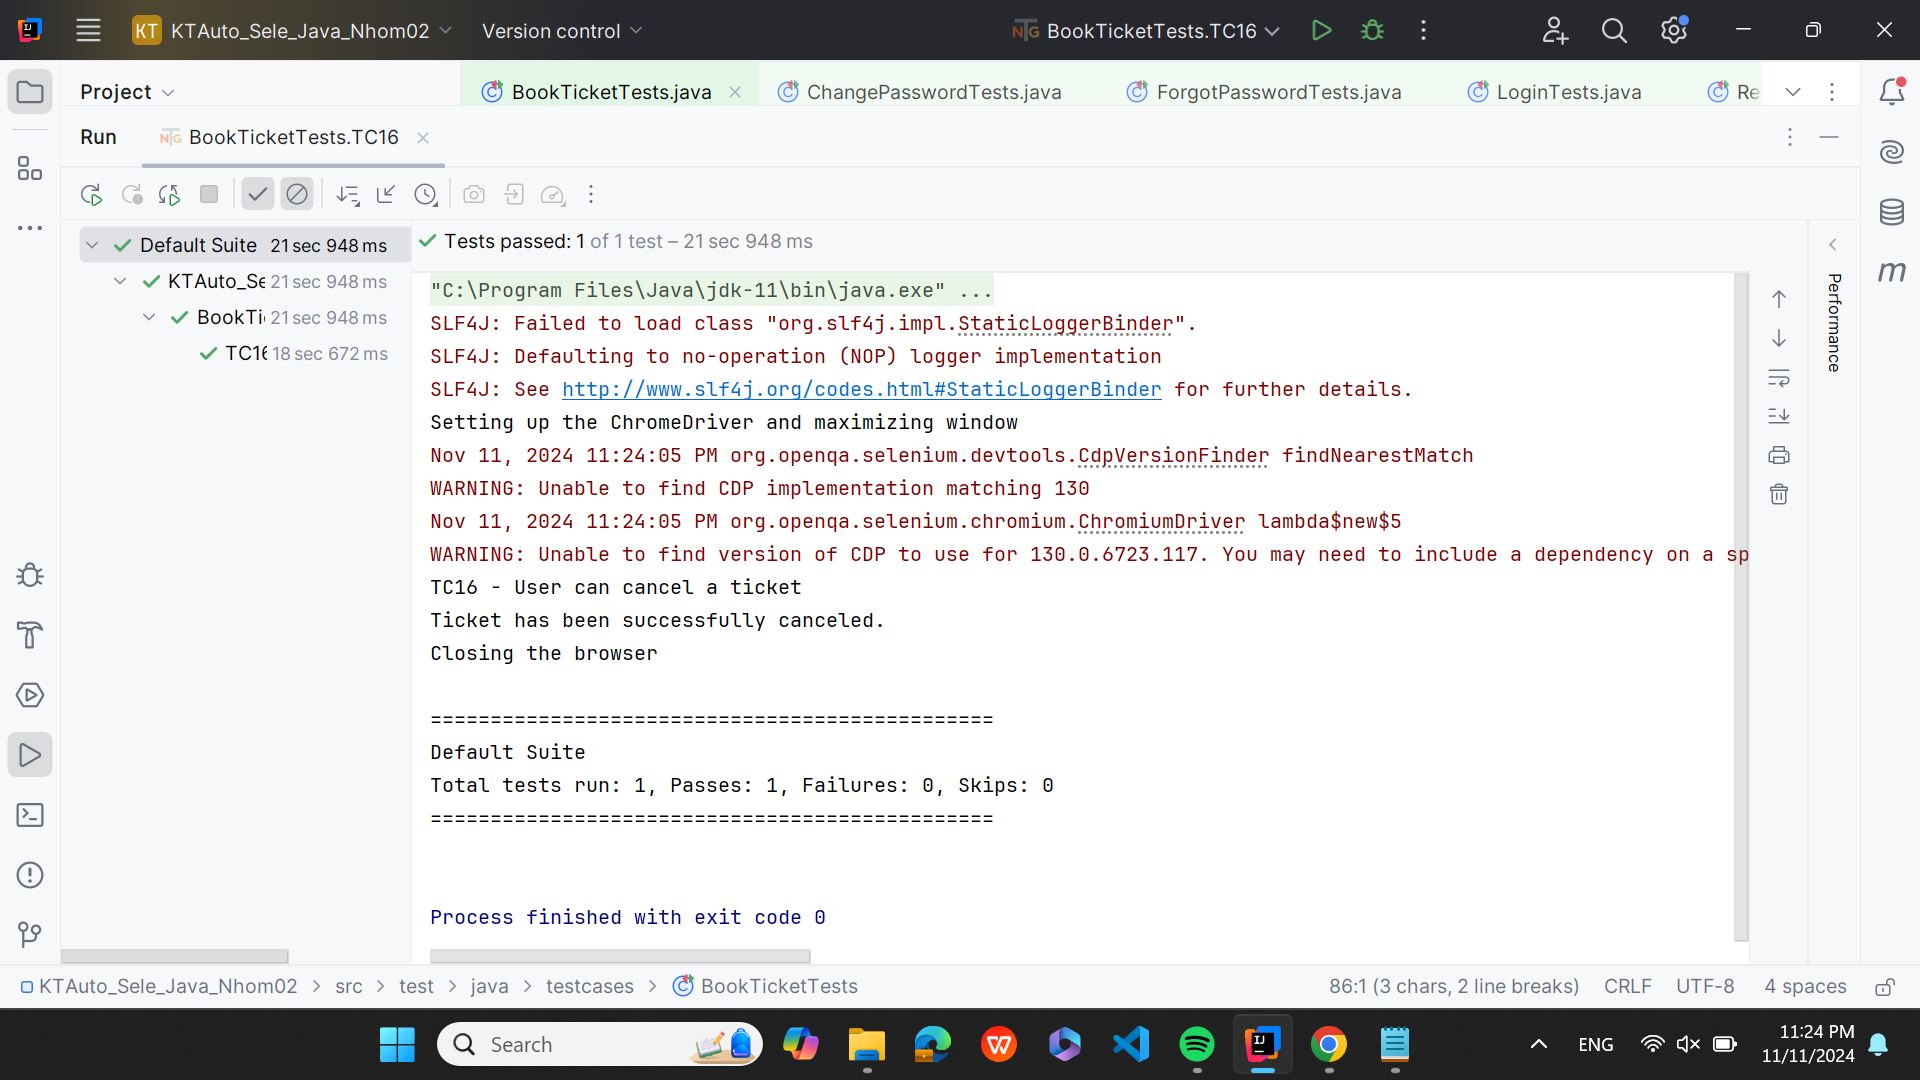 KT KTAuto_Sele_Java_Nhom02 Version control BookTicketTests.TC16
Project BookTicketTests.java ChangePasswordTests.java ForgotPasswordTests.java LoginTests.java Re
Run BookTicketTests.TC16
Default Suite 21 sec 948 ms
KTAuto_Se 21 sec 948 ms
BookTi 21 sec 948 ms
TC16 18 sec 672 ms
Tests passed: 1 of 1 test – 21 sec 948 ms
"C:\Program Files\Java\jdk-11\bin\java.exe" ...
SLF4J: Failed to load class "org.slf4j.impl.StaticLoggerBinder".
SLF4J: Defaulting to no-operation (NOP) logger implementation
SLF4J: See http://www.slf4j.org/codes.html#StaticLoggerBinder for further details.
Setting up the ChromeDriver and maximizing window
Nov 11, 2024 11:24:05 PM org.openqa.selenium.devtools.CdpVersionFinder findNearestMatch
WARNING: Unable to find CDP implementation matching 130
Nov 11, 2024 11:24:05 PM org.openqa.selenium.chromium.ChromiumDriver lambda$new$5
WARNING: Unable to find version of CDP to use for 130.0.6723.117. You may need to include a dependency on a sp
TC16 - User can cancel a ticket
Ticket has been successfully canceled.
Closing the browser
===============================================
Default Suite
Total tests run: 1, Passes: 1, Failures: 0, Skips: 0
===============================================
Process finished with exit code 0
Performance
m
KTAuto_Sele_Java_Nhom02 > src > test > java > testcases > BookTicketTests 86:1 (3 chars, 2 line breaks) CRLF UTF-8 4 spaces
Search ENG 11:24 PM
11/11/2024